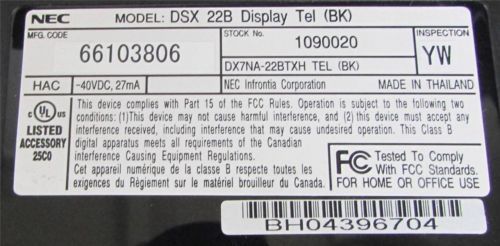 NEC MODEL: DSX 22B Display Tel (BK)
MFG. CODE STOCK No. INSPECTION
66103806 1090020 YW
DX7NA-22BTXH TEL (BK)
HAC -40VDC, 27mA NEC Infrontia Corporation MADE IN THAILAND
This device complies with Part 15 of the FCC Rules. Operation is subject to the following two
conditions: (1)This device may not cause harmful interference, and (2) this device must accept
any interference received, including interference that may cause undesired operation. This Class B
digital apparatus meets all requirements of the Canadian
Interference Causing Equipment Regulations.
Cet appareil numérique de la classe B respecte toutes les
exigences du Règlement sur le matériel brouilleur du Canada.
c UL US
LISTED
ACCESSORY
25C0
FC Tested To Comply
With FCC Standards.
FOR HOME OR OFFICE USE
BH04396704